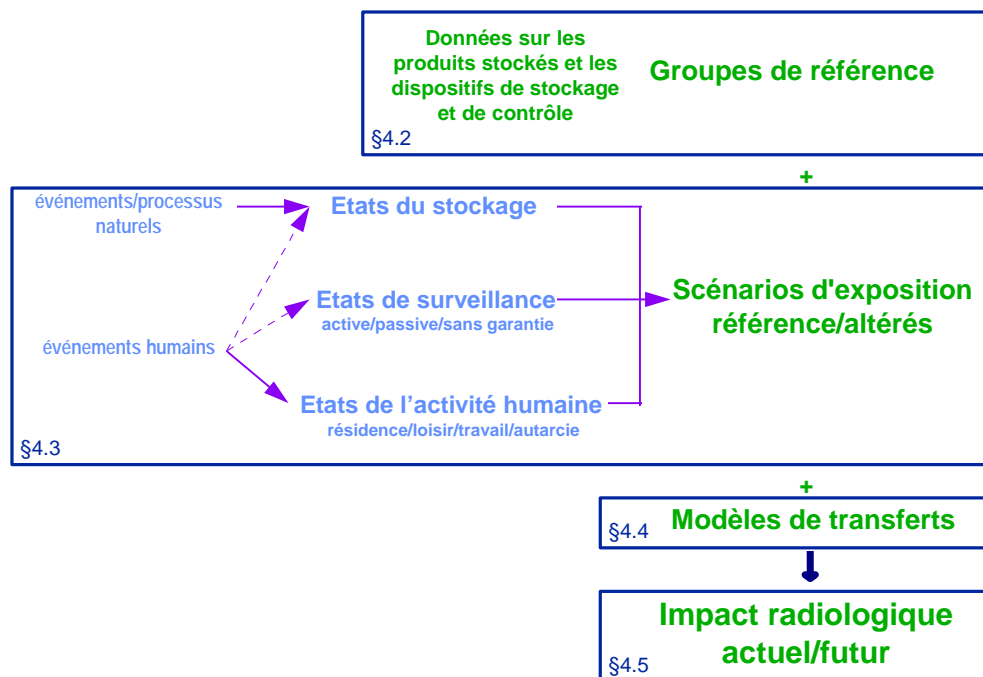 Données sur les
produits stockés et les
dispositifs de stockage
et de contrôle
Groupes de référence
§4.2
+
événements/processus
naturels
Etats du stockage
Etats de surveillance
active/passive/sans garantie
Scénarios d'exposition
référence/altérés
événements humains
Etats de l’activité humaine
résidence/loisir/travail/autarcie
§4.3
+
§4.4
Modèles de transferts
Impact radiologique
actuel/futur
§4.5